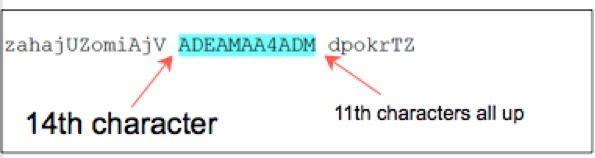 zahajUZomiAjV ADEAMAA4ADM dpokrTZ
14th character
11th characters all up